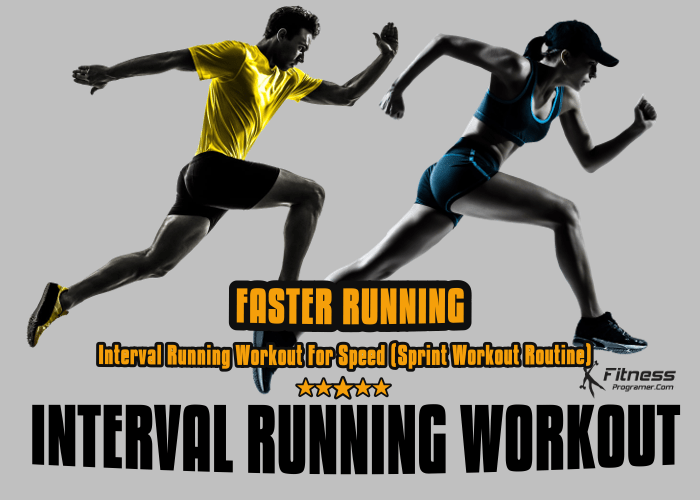 FASTER RUNNING
Interval Running Workout For Speed (Sprint Workout Routine)
Fitness
Programer.Com
INTERVAL RUNNING WORKOUT